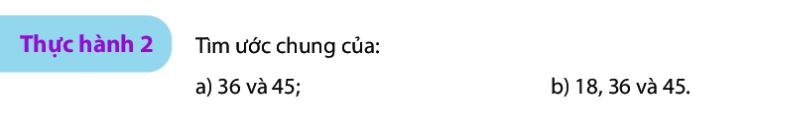 Thực hành 2
Tìm ước chung của:
a) 36 và 45;
b) 18, 36 và 45.